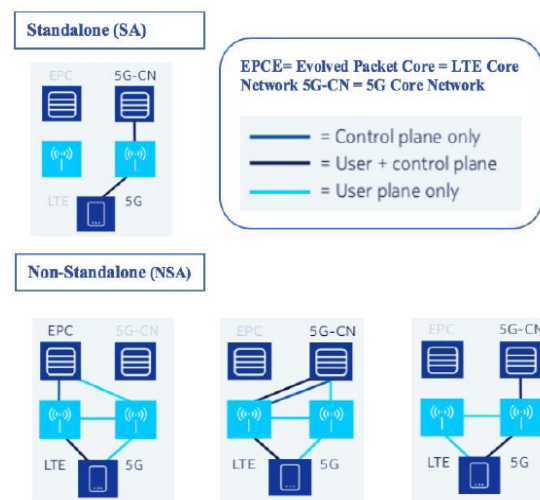 Standalone (SA)
EPC 5G-CN
LTE 5G
EPCE= Evolved Packet Core = LTE Core
Network 5G-CN = 5G Core Network
= Control plane only
= User + control plane
= User plane only
Non-Standalone (NSA)
EPC 5G-CN
LTE 5G
EPC 5G-CN
LTE 5G
EPC 5G-CN
LTE 5G